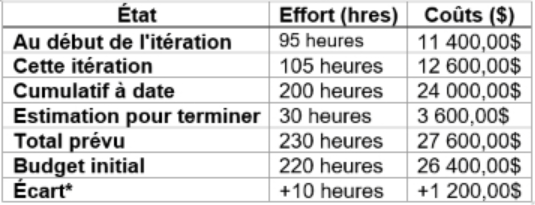 État Effort (hres) Coûts ($)
Au début de l'itération 95 heures 11 400,00$
Cette itération 105 heures 12 600,00$
Cumulatif à date 200 heures 24 000,00$
Estimation pour terminer 30 heures 3 600,00$
Total prévu 230 heures 27 600,00$
Budget initial 220 heures 26 400,00$
Écart* +10 heures +1 200,00$